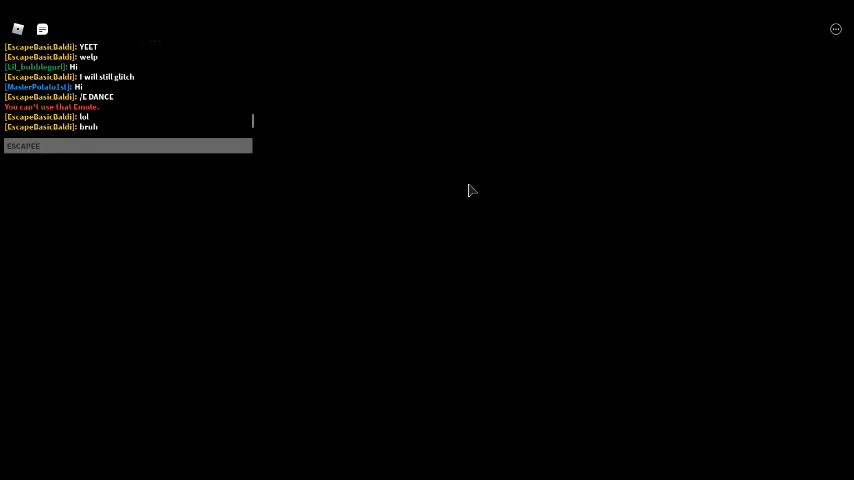 [EscapeBasicBaldi]: YEET
[EscapeBasicBaldi]: welp
[Lil_bubblegurl]: Hi
[EscapeBasicBaldi]: I will still glitch
[MasterPotato1st]: Hi
[EscapeBasicBaldi]: /E DANCE
You can't use that Emote.
[EscapeBasicBaldi]: lol
[EscapeBasicBaldi]: bruh
ESCAPEE